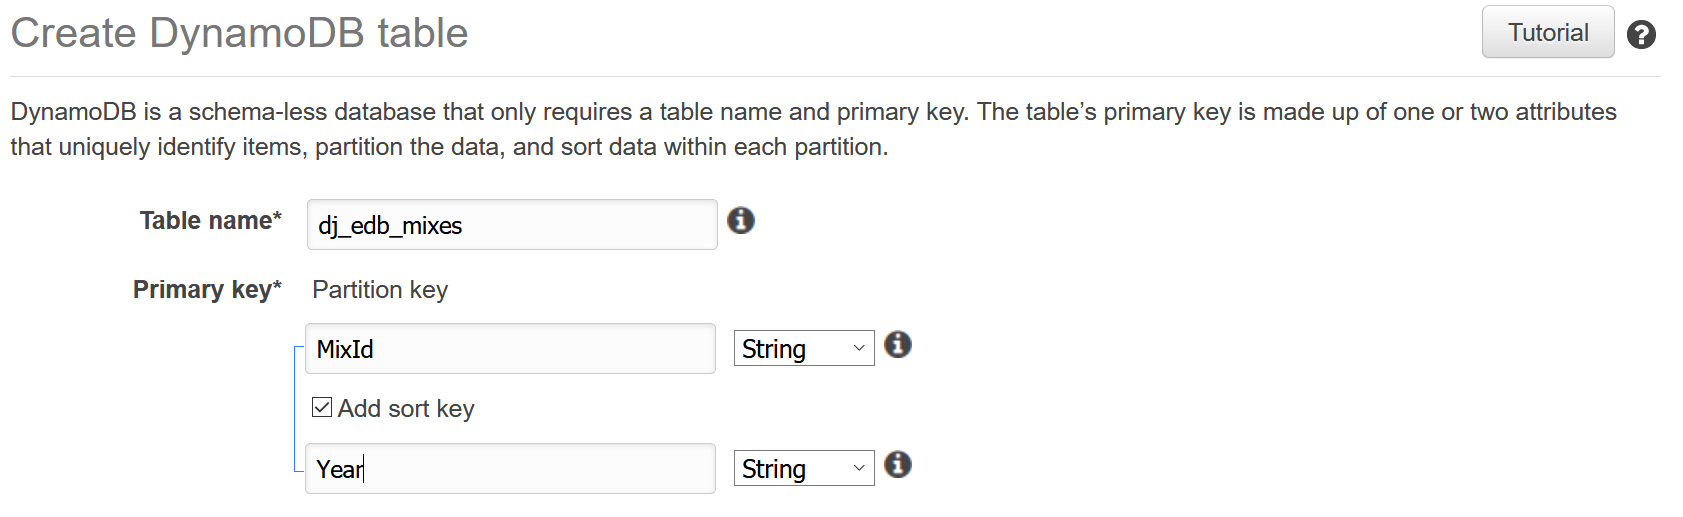 Create DynamoDB table
Tutorial
DynamoDB is a schema-less database that only requires a table name and primary key. The table’s primary key is made up of one or two attributes
that uniquely identify items, partition the data, and sort data within each partition.
Table name* dj_edb_mixes
Primary key* Partition key
MixId String
Add sort key
Year String